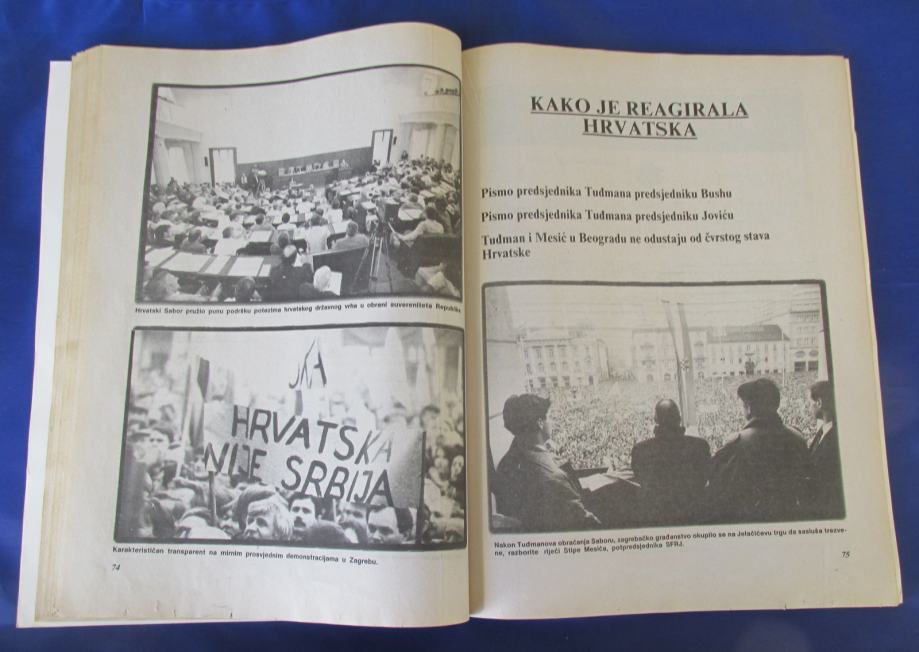 Hrvatski Sabor pružio punu podršku potezima hrvatskog državnog vrha u obrani suvereniteta Republike
JKA
HRVATSKA
NIJE SRBIJA
Karakterističan transparent na mirnim prosvjednim demonstracijama u Zagrebu.
74
KAKO JE REAGIRALA
HRVATSKA
Pismo predsjednika Tuđmana predsjedniku Bushu
Pismo predsjednika Tuđmana predsjedniku Joviću
Tuđman i Mesić u Beogradu ne odustaju od čvrstog stava
Hrvatske
Nakon Tuđmanova obraćanja Saboru, zagrebačko građanstvo okupilo se na Jelačićevu trgu da sasluša trezve-
ne, razborite riječi Stipe Mesića, potpredsjednika SFRJ.
75